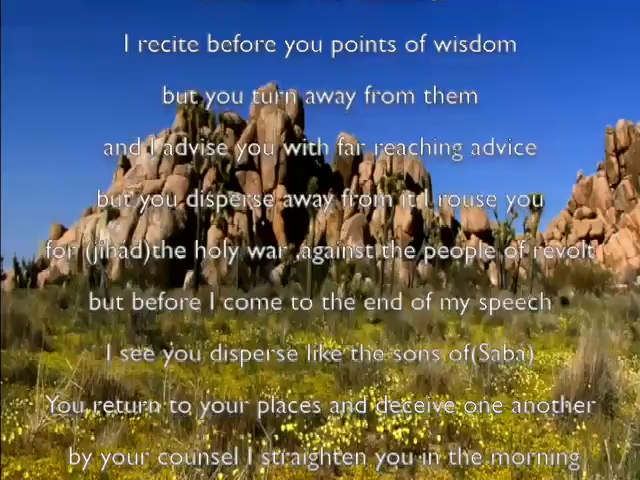 I recite before you points of wisdom
but you turn away from them
and I advise you with far reaching advice
but you disperse away from it I rouse you
for (jihad)the holy war ,against the people of revolt
but before I come to the end of my speech
I see you disperse like the sons of(Saba)
You return to your places and deceive one another
by your counsel I straighten you in the morning